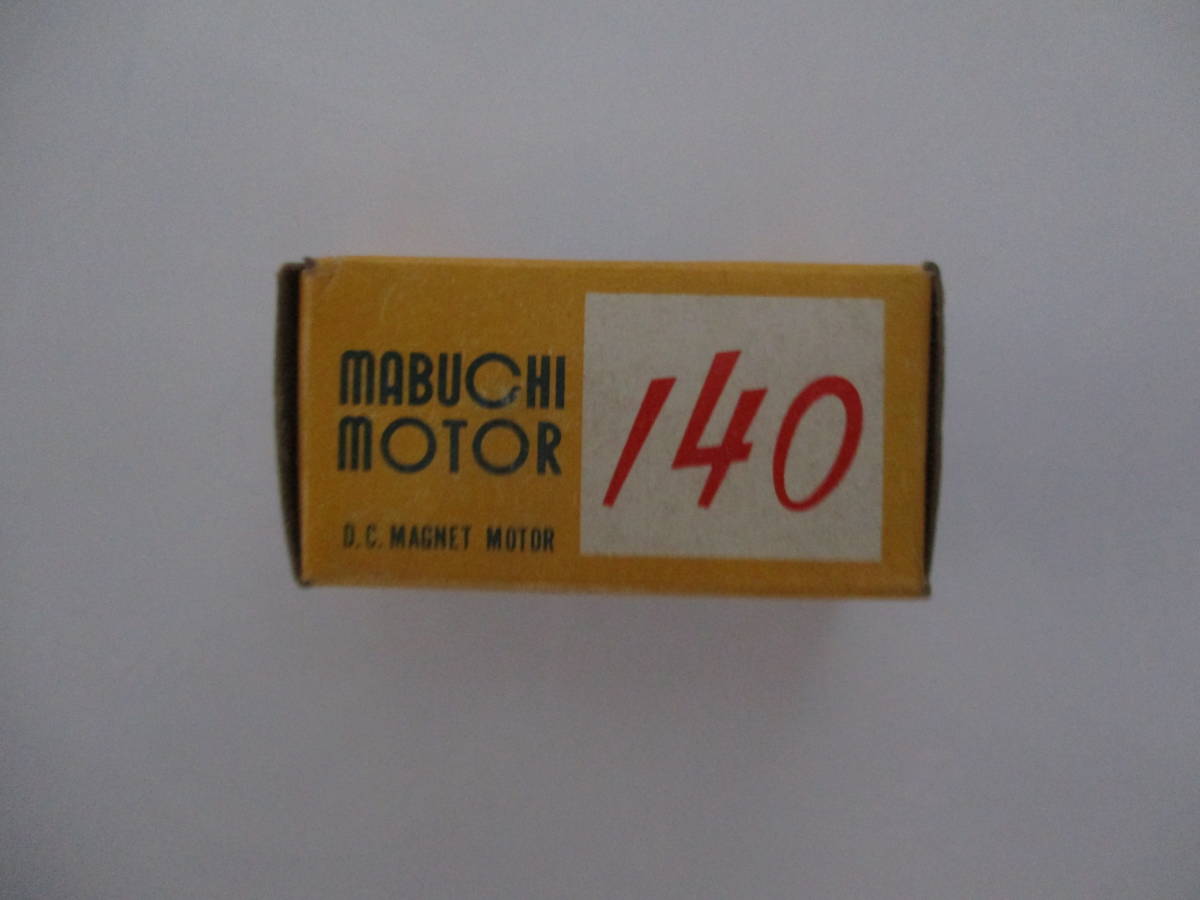 MABUCHI
MOTOR
D.C. MAGNET MOTOR
140